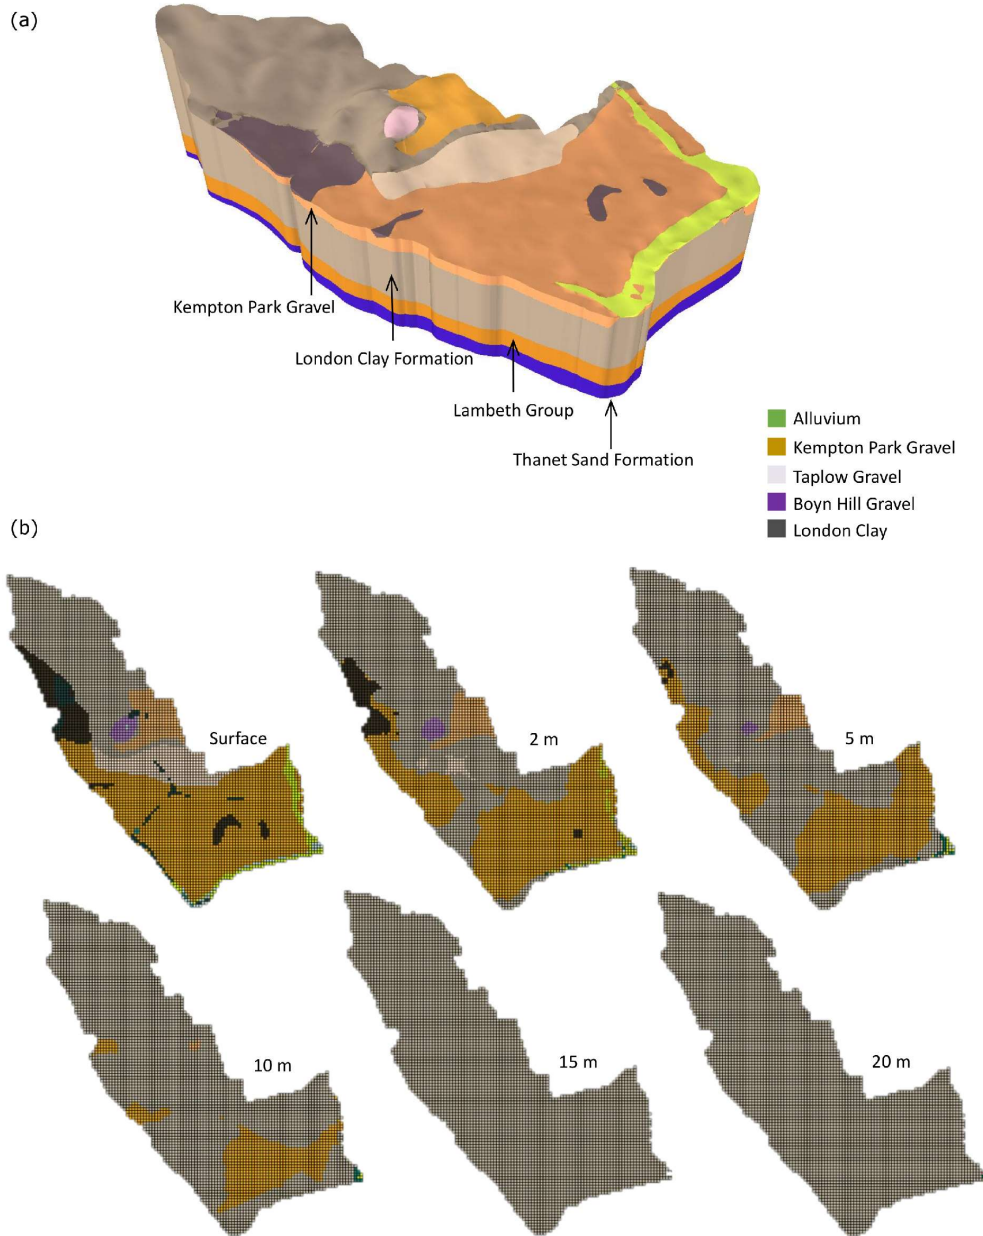 (a)
Kempton Park Gravel
London Clay Formation
Lambeth Group
Thanet Sand Formation
Alluvium
Kempton Park Gravel
Taplow Gravel
Boyn Hill Gravel
London Clay
(b)
Surface
2 m
5 m
10 m
15 m
20 m